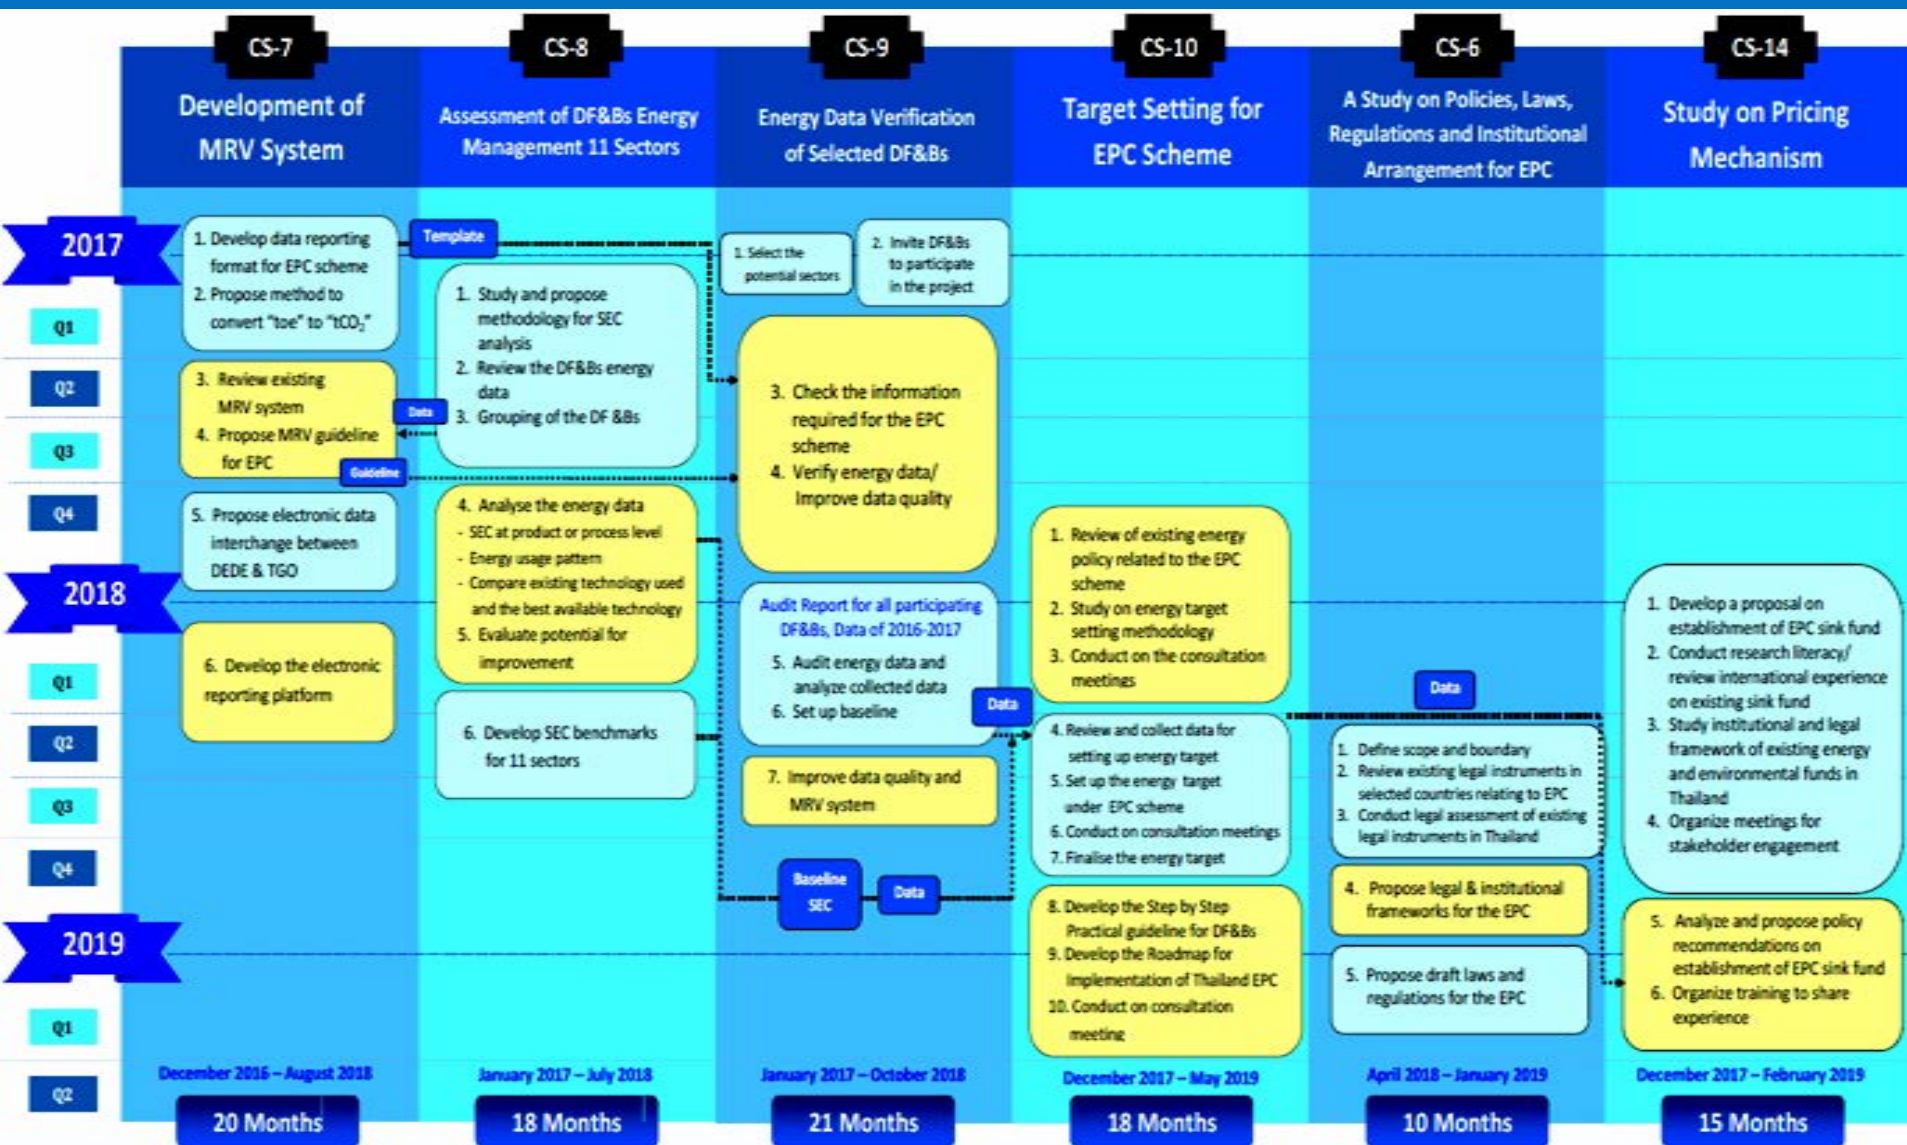 CS-7
CS-8
CS-9
CS-10
CS-6
CS-14
Development of
MRV System
Assessment of DF&Bs Energy
Management 11 Sectors
Energy Data Verification
of Selected DF&Bs
Target Setting for
EPC Scheme
A Study on Policies, Laws,
Regulations and Institutional
Arrangement for EPC
Study on Pricing
Mechanism
2017
Q1
Q2
Q3
Q4
2018
Q1
Q2
Q3
Q4
2019
Q1
Q2
1. Develop data reporting
format for EPC scheme
2. Propose method to
convert "toe" to "tCO₂"
3. Review existing
MRV system
4. Propose MRV guideline
for EPC
5. Propose electronic data
interchange between
DEDE & TGO
6. Develop the electronic
reporting platform
December 2016 – August 2018
20 Months
Template
Data
Guideline
1. Study and propose
methodology for SEC
analysis
2. Review the DF&Bs energy
data
3. Grouping of the DF &Bs
4. Analyse the energy data
- SEC at product or process level
- Energy usage pattern
- Compare existing technology used
and the best available technology
5. Evaluate potential for
improvement
6. Develop SEC benchmarks
for 11 sectors
January 2017 – July 2018
18 Months
1. Select the
potential sectors
2. Invite DF&Bs
to participate
in the project
3. Check the information
required for the EPC
scheme
4. Verify energy data/
Improve data quality
Audit Report for all participating
DF&Bs, Data of 2016-2017
5. Audit energy data and
analyze collected data
6. Set up baseline
7. Improve data quality and
MRV system
Baseline
SEC
Data
Data
January 2017 – October 2018
21 Months
1. Review of existing energy
policy related to the EPC
scheme
2. Study on energy target
setting methodology
3. Conduct on the consultation
meetings
4. Review and collect data for
setting up energy target
5. Set up the energy target
under EPC scheme
6. Conduct on consultation meetings
7. Finalise the energy target
8. Develop the Step by Step
Practical guideline for DF&Bs
9. Develop the Roadmap for
Implementation of Thailand EPC
10. Conduct on consultation
meeting
December 2017 – May 2019
18 Months
Data
1. Define scope and boundary
2. Review existing legal instruments in
selected countries relating to EPC
3. Conduct legal assessment of existing
legal instruments in Thailand
4. Propose legal & institutional
frameworks for the EPC
5. Propose draft laws and
regulations for the EPC
April 2018 – January 2019
10 Months
1. Develop a proposal on
establishment of EPC sink fund
2. Conduct research literacy/
review international experience
on existing sink fund
3. Study institutional and legal
framework of existing energy
and environmental funds in
Thailand
4. Organize meetings for
stakeholder engagement
5. Analyze and propose policy
recommendations on
establishment of EPC sink fund
6. Organize training to share
experience
December 2017 – February 2019
15 Months